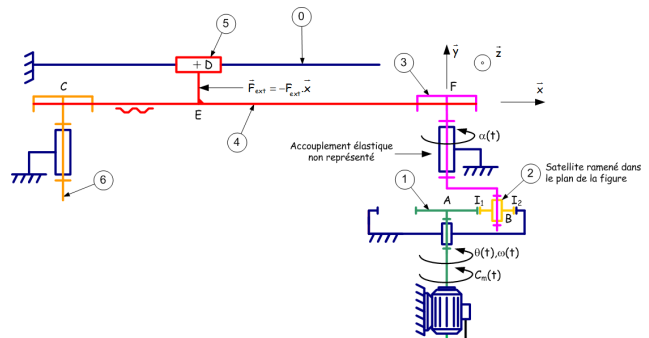 5
0
C
+ D
3
F
y
z
F_ext = -F_ext.x
x
E
4
α(t)
Accouplement élastique
non représenté
6
1
A
I₁
2
I₂
B
Satellite ramené dans
le plan de la figure
θ(t),ω(t)
Cₘ(t)